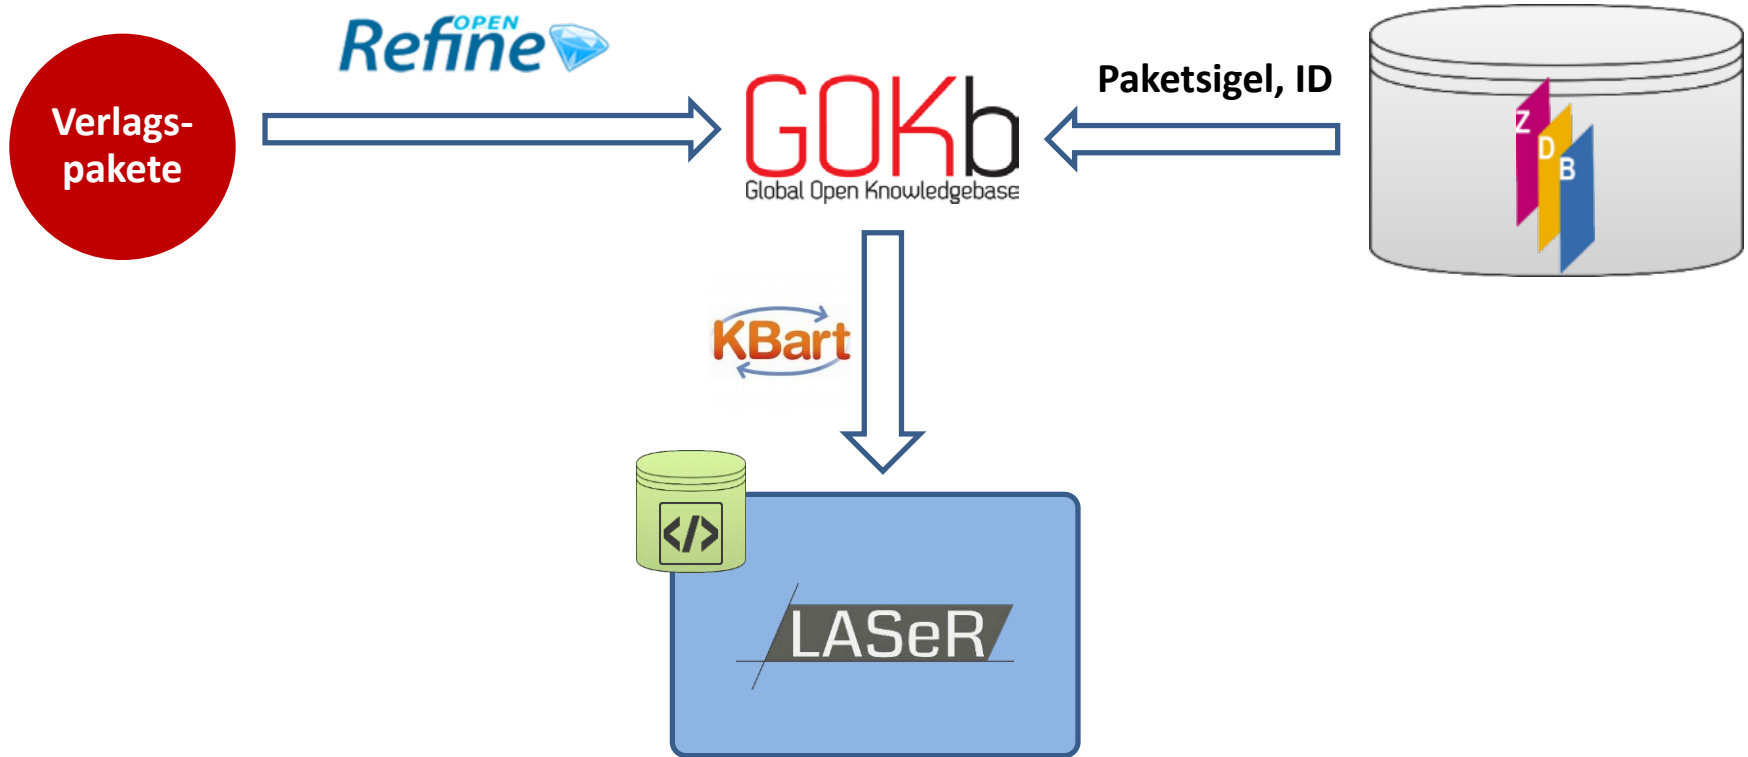 OPEN
Refine
Verlags-
pakete
GOKb
Global Open Knowledgebase
Paketsigel, ID
Z
D
B
KBart
</>
LASeR